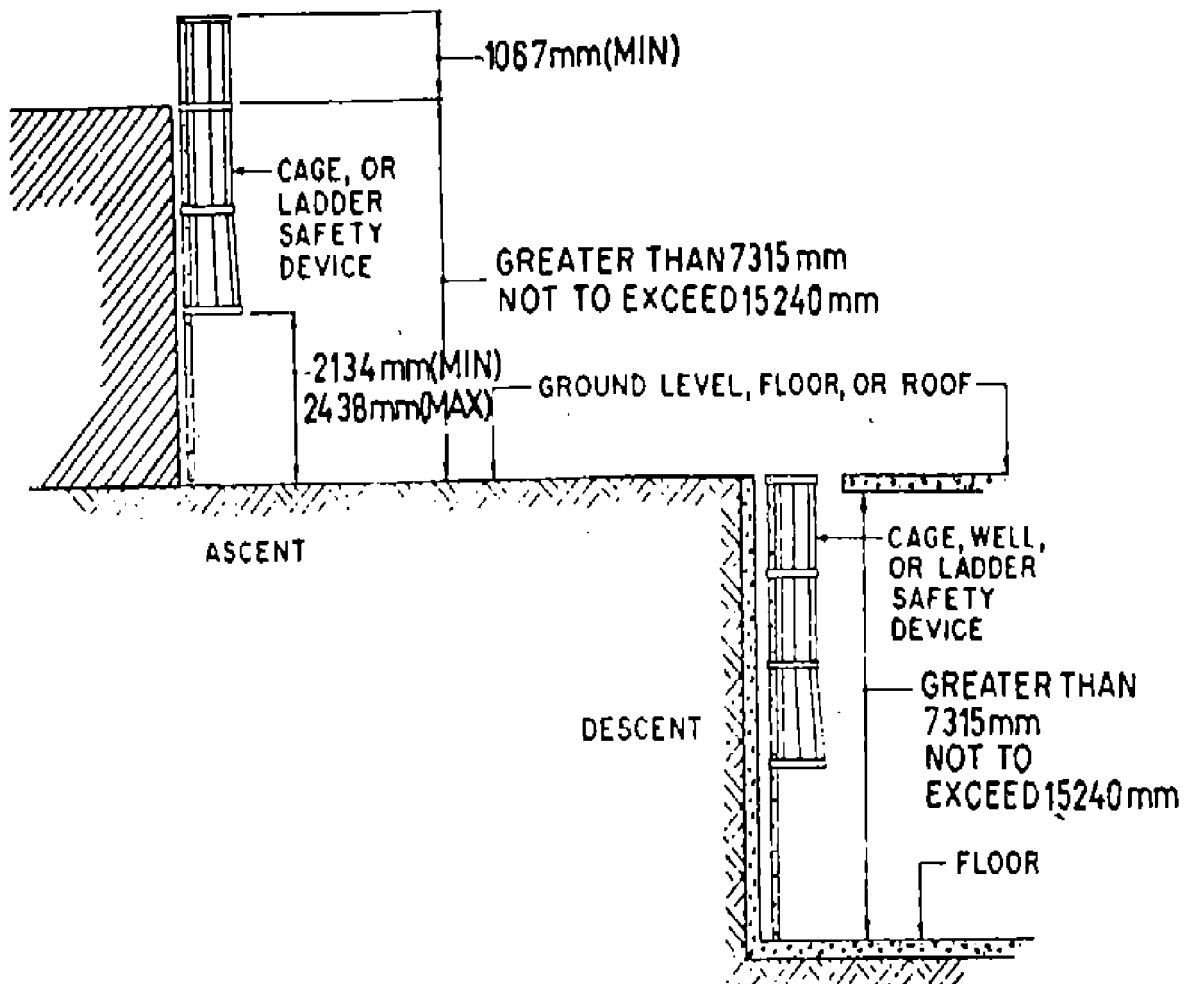 1067mm(MIN)
CAGE, OR
LADDER
SAFETY
DEVICE
GREATER THAN 7315 mm
NOT TO EXCEED 15240 mm
2134 mm(MIN)
2438 mm(MAX)
GROUND LEVEL, FLOOR, OR ROOF
ASCENT
CAGE, WELL,
OR LADDER
SAFETY
DEVICE
GREATER THAN
7315mm
NOT TO
EXCEED 15240 mm
DESCENT
FLOOR